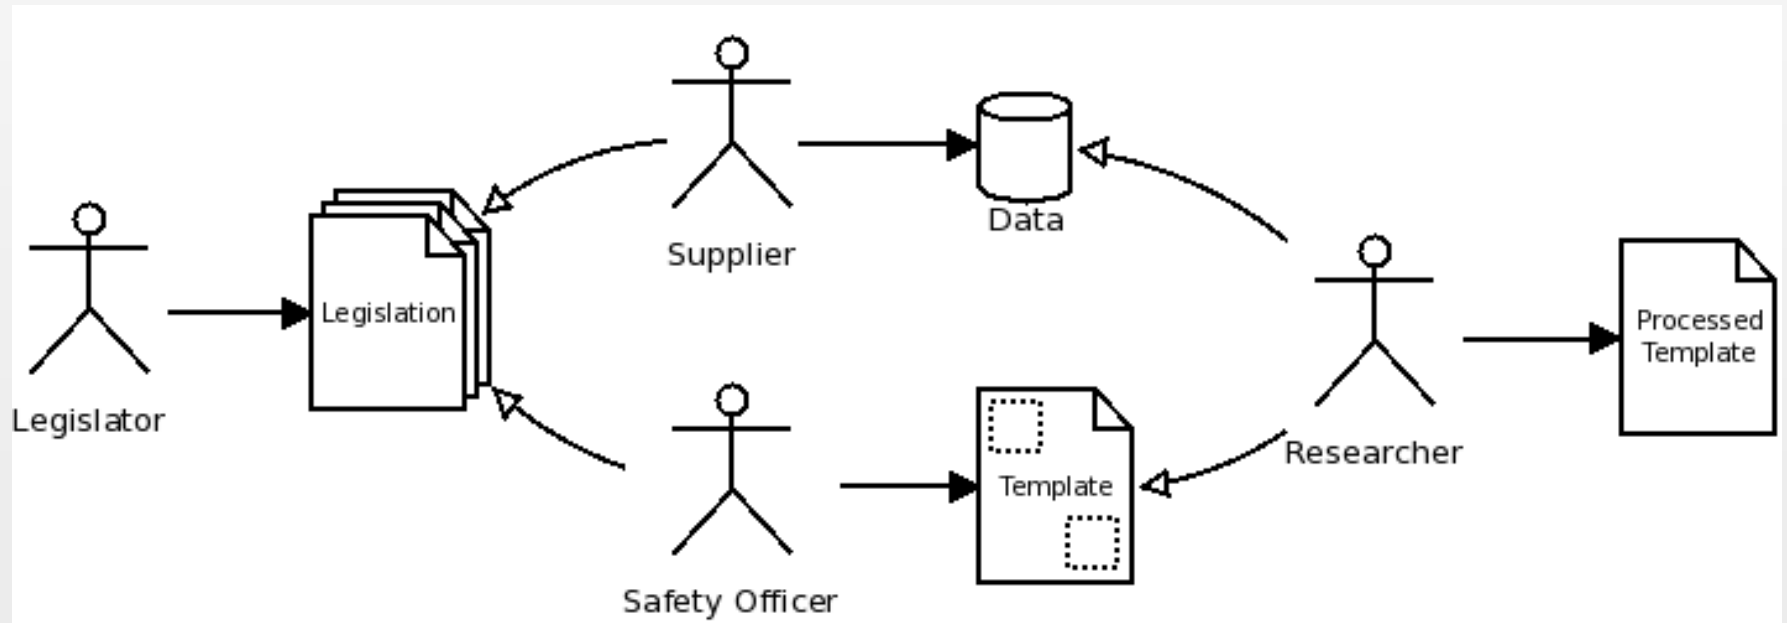 Legislator
Legislation
Supplier
Safety Officer
Data
Template
Researcher
Processed
Template